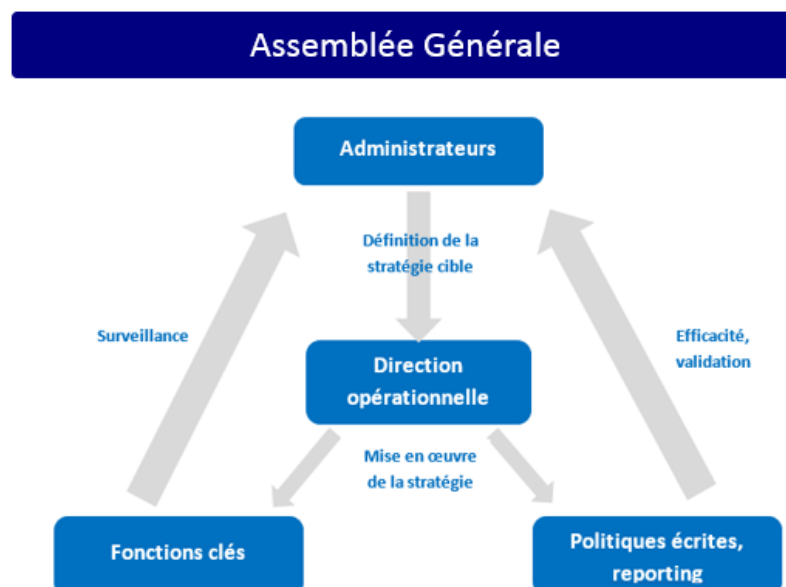 Assemblée Générale
Administrateurs
Définition de la
stratégie cible
Surveillance
Efficacité,
validation
Direction
opérationnelle
Mise en œuvre
de la stratégie
Fonctions clés
Politiques écrites,
reporting